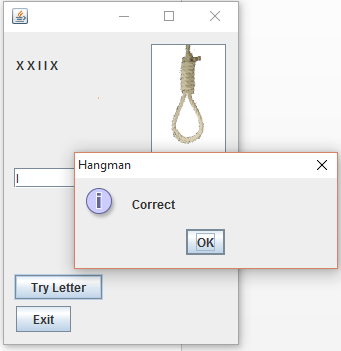 X X I I X
I
Hangman
Correct
OK
Try Letter
Exit